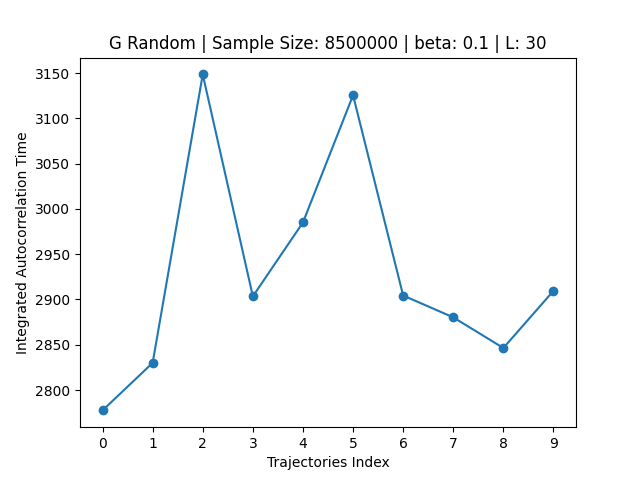 G Random | Sample Size: 8500000 | beta: 0.1 | L: 30
Integrated Autocorrelation Time
3150
3100
3050
3000
2950
2900
2850
2800
0 1 2 3 4 5 6 7 8 9
Trajectories Index